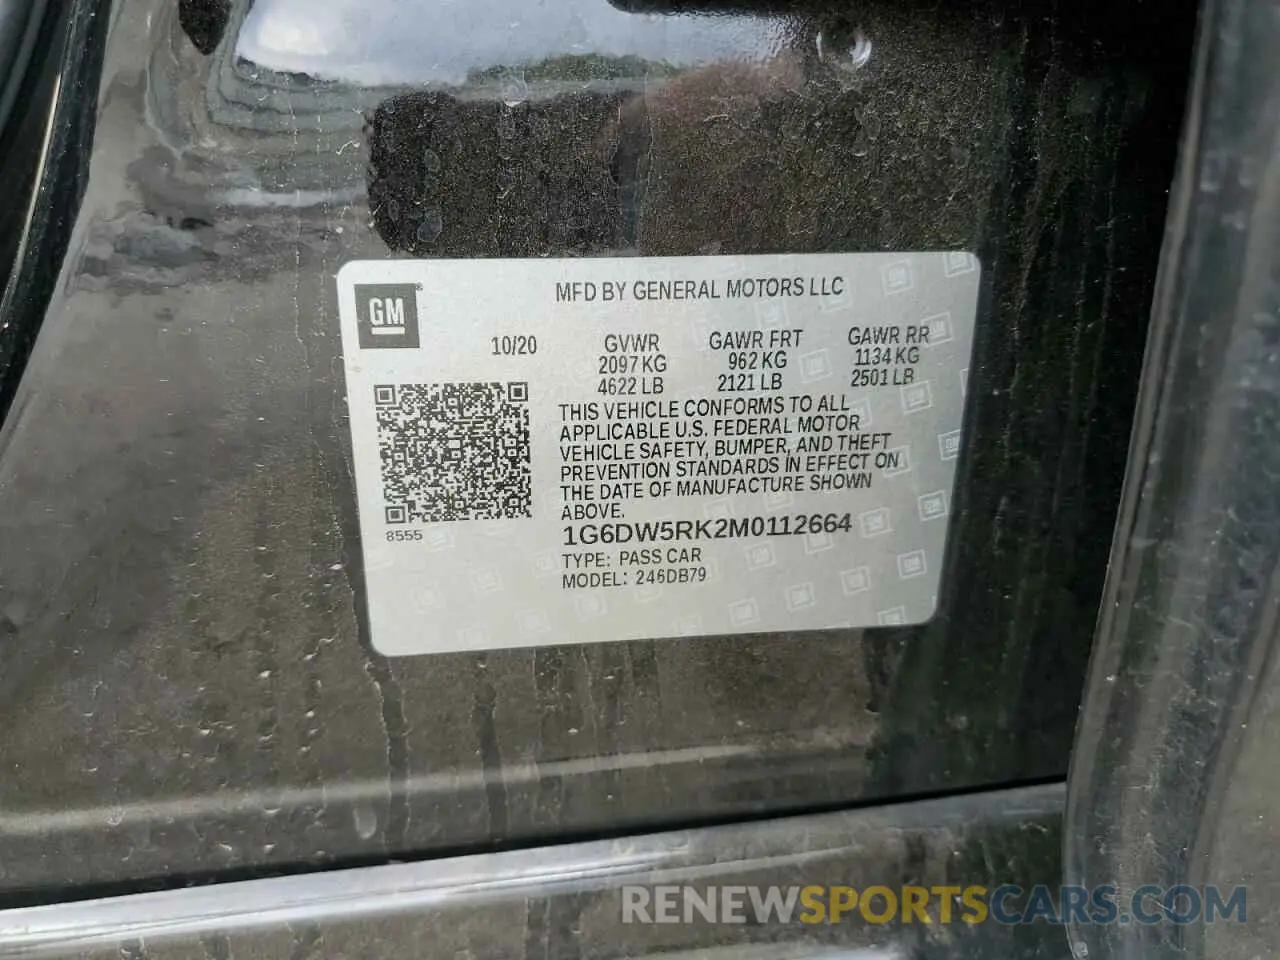 GM
MFD BY GENERAL MOTORS LLC
10/20
GVWR GAWR FRT GAWR RR
2097 KG 962 KG 1134 KG
4622 LB 2121 LB 2501 LB
THIS VEHICLE CONFORMS TO ALL
APPLICABLE U.S. FEDERAL MOTOR
VEHICLE SAFETY, BUMPER, AND THEFT
PREVENTION STANDARDS IN EFFECT ON
THE DATE OF MANUFACTURE SHOWN
ABOVE.
8555
1G6DW5RK2M0112664
TYPE: PASS CAR
MODEL: 246DB79
RENEWSPORTSCARS.COM